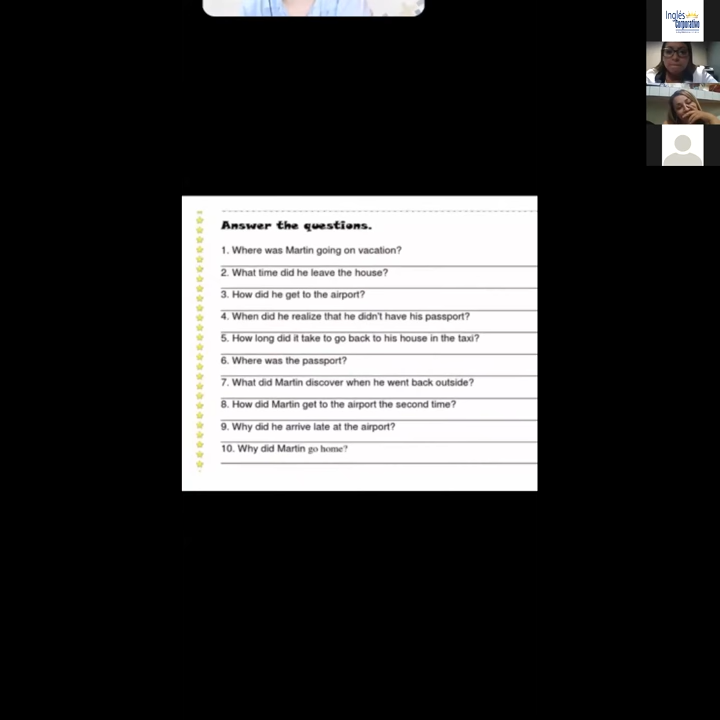 Inglés
Corporativo
Answer the questions.
1. Where was Martin going on vacation?
2. What time did he leave the house?
3. How did he get to the airport?
4. When did he realize that he didn't have his passport?
5. How long did it take to go back to his house in the taxi?
6. Where was the passport?
7. What did Martin discover when he went back outside?
8. How did Martin get to the airport the second time?
9. Why did he arrive late at the airport?
10. Why did Martin go home?